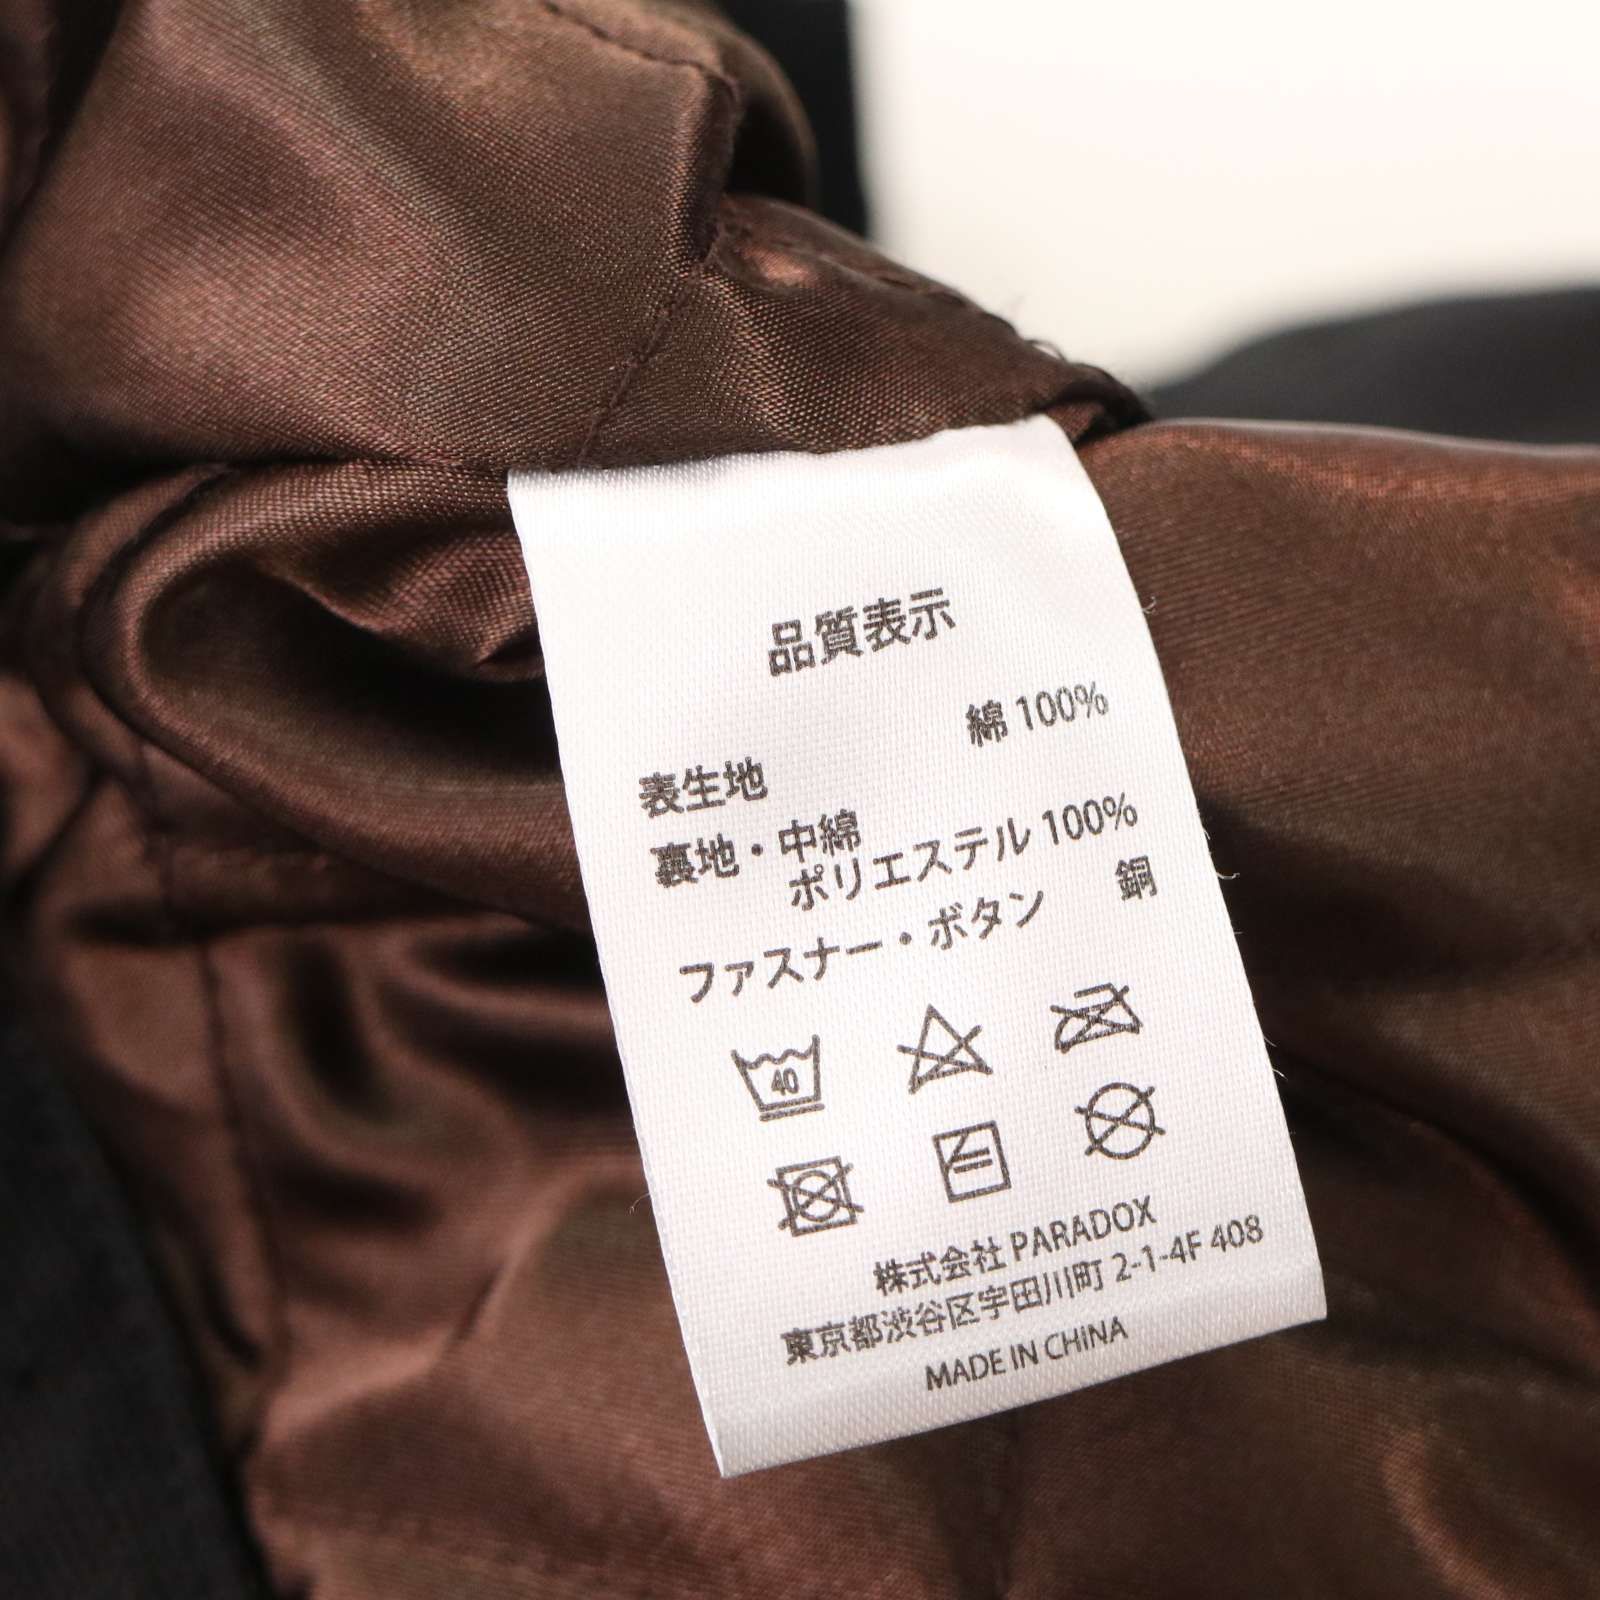 品質表示
表生地 綿 100%
裏地・中綿
ポリエステル 100%
ファスナー・ボタン 銅
40
株式会社 PARADOX
東京都渋谷区宇田川町 2-1-4F 408
MADE IN CHINA